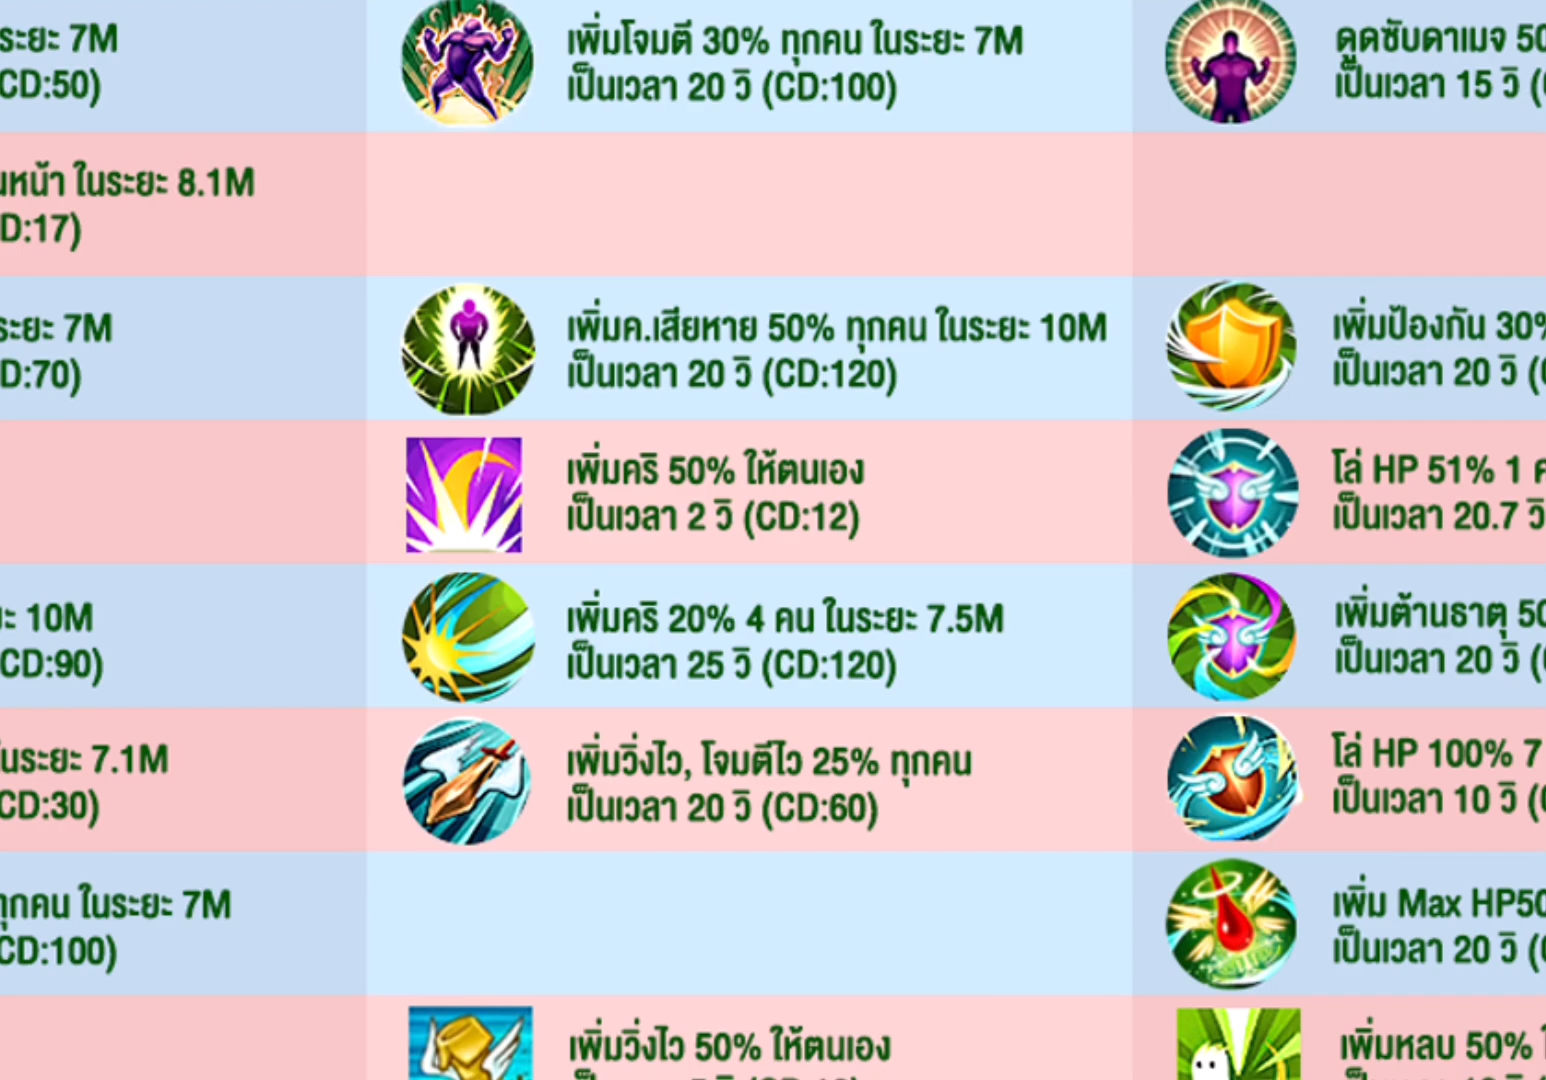 ระยะ 7M
CD:50)
เพิ่มโจมตี 30% ทุกคน ในระยะ 7M
เป็นเวลา 20 วิ (CD:100)
ดูดซับดาเมจ 50
เป็นเวลา 15 วิ (
หน้า ในระยะ 8.1M
D:17)
ระยะ 7M
D:70)
เพิ่มค.เสียหาย 50% ทุกคน ในระยะ 10M
เป็นเวลา 20 วิ (CD:120)
เพิ่มป้องกัน 30%
เป็นเวลา 20 วิ (
เพิ่มคริ 50% ให้ตนเอง
เป็นเวลา 2 วิ (CD:12)
โล่ HP 51% 1
เป็นเวลา 20.7 วิ
10M
CD:90)
เพิ่มคริ 20% 4 คน ในระยะ 7.5M
เป็นเวลา 25 วิ (CD:120)
เพิ่มต้านธาตุ 50
เป็นเวลา 20 วิ (
ในระยะ 7.1M
CD:30)
เพิ่มวิ่งไว, โจมตีไว 25% ทุกคน
เป็นเวลา 20 วิ (CD:60)
โล่ HP 100% 7
เป็นเวลา 10 วิ (
ทุกคน ในระยะ 7M
CD:100)
เพิ่ม Max HP50
เป็นเวลา 20 วิ (
เพิ่มวิ่งไว 50% ให้ตนเอง
เพิ่มหลบ 50%